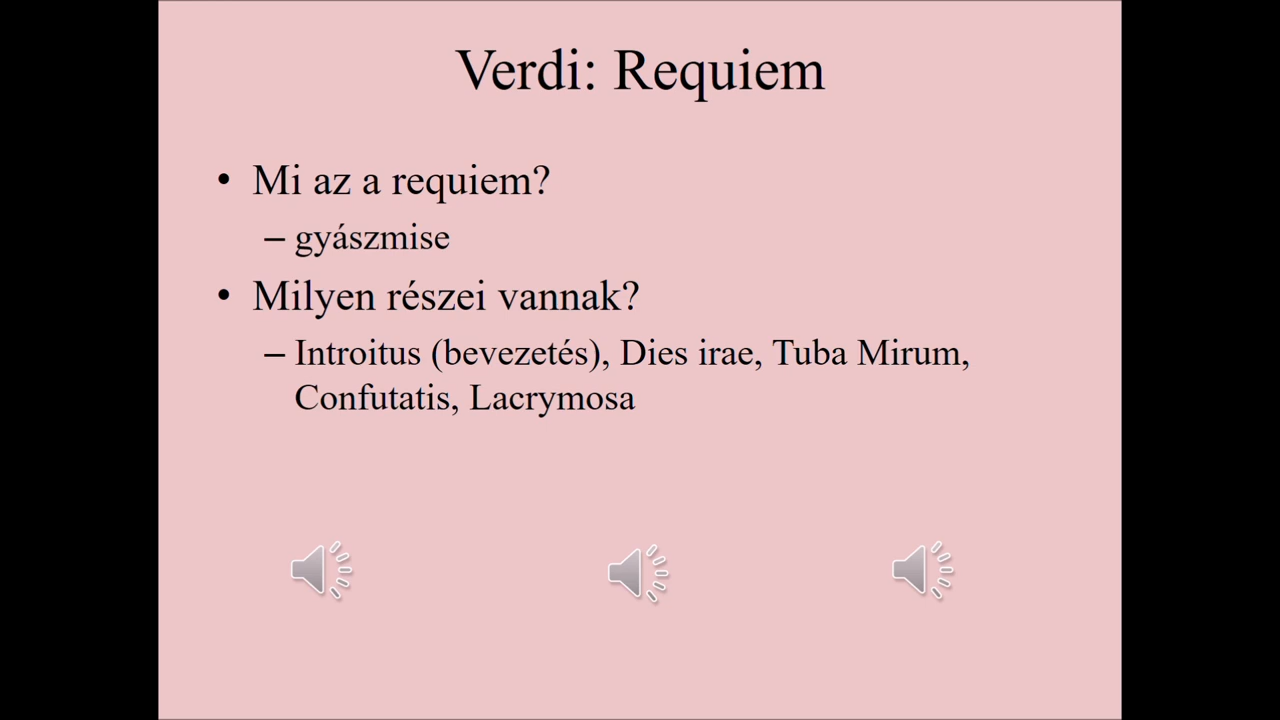 Verdi: Requiem
• Mi az a requiem?
– gyászmise
• Milyen részei vannak?
– Introitus (bevezetés), Dies irae, Tuba Mirum,
Confutatis, Lacrymosa